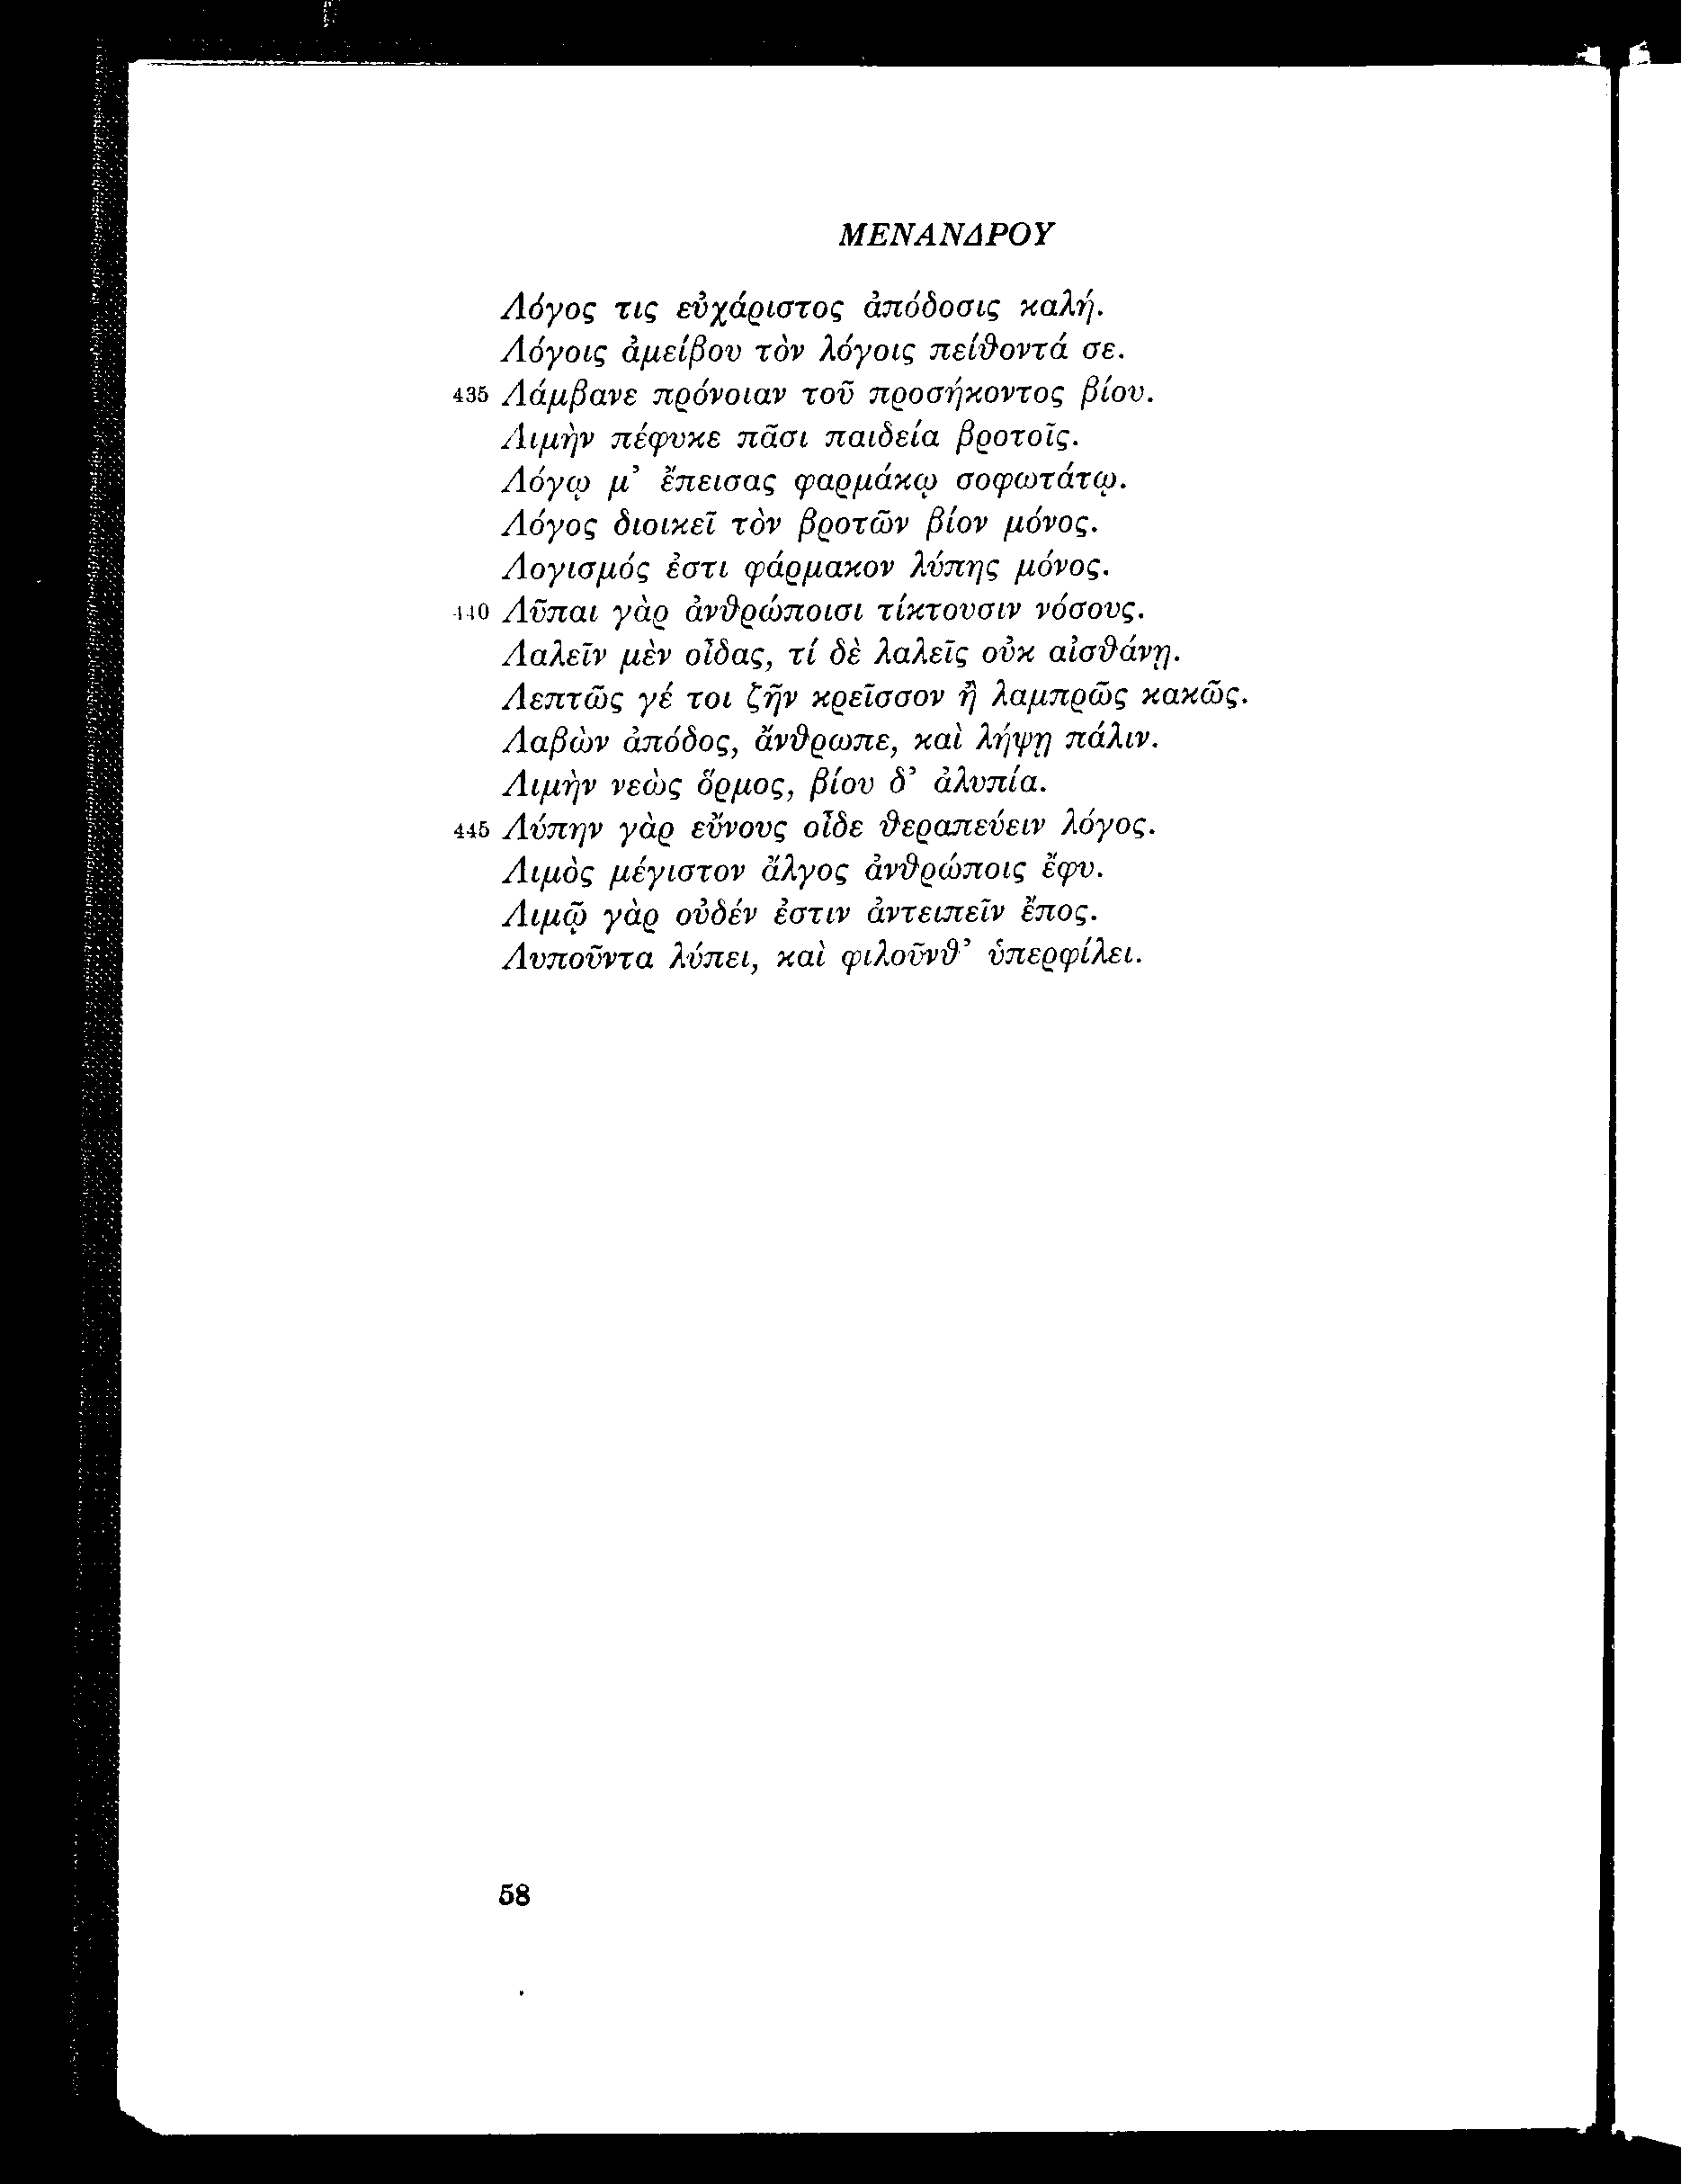 ΜΕΝΑΝΔΡΟΥ
Λόγος τις εὐχάριστος ἀπόδοσις καλή.
Λόγοις ἀμείβου τὸν λόγοις πείϑοντά σε.
435 Λάμβανε πρόνοιαν τοῦ προσήκοντος βίου.
Λιμὴν πέφυκε πᾶσι παιδεία βροτοῖς.
Λόγῳ μ’ ἔπεισας φαρμάκῳ σοφωτάτῳ.
Λόγος διοικεῖ τὸν βροτῶν βίον μόνος.
Λογισμός ἐστι φάρμακον λύπης μόνος.
440 Λῦπαι γὰρ ἀνϑρώποισι τίκτουσιν νόσους.
Λαλεῖν μὲν οἶδας, τί δὲ λαλεῖς οὐκ αἰσϑάνῃ.
Λεπτῶς γέ τοι ζῆν κρεῖσσον ἢ λαμπρῶς κακῶς.
Λαβὼν ἀπόδος, ἄνϑρωπε, καὶ λήψῃ πάλιν.
Λιμὴν νεὼς ὅρμος, βίου δ’ ἀλυπία.
445 Λύπην γὰρ εὔνους οἶδε ϑεραπεύειν λόγος.
Λιμὸς μέγιστον ἄλγος ἀνϑρώποις ἔφυ.
Λιμῷ γὰρ οὐδέν ἐστιν ἀντειπεῖν ἔπος.
Λυποῦντα λύπει, καὶ φιλοῦνϑ’ ὑπερφίλει.
58